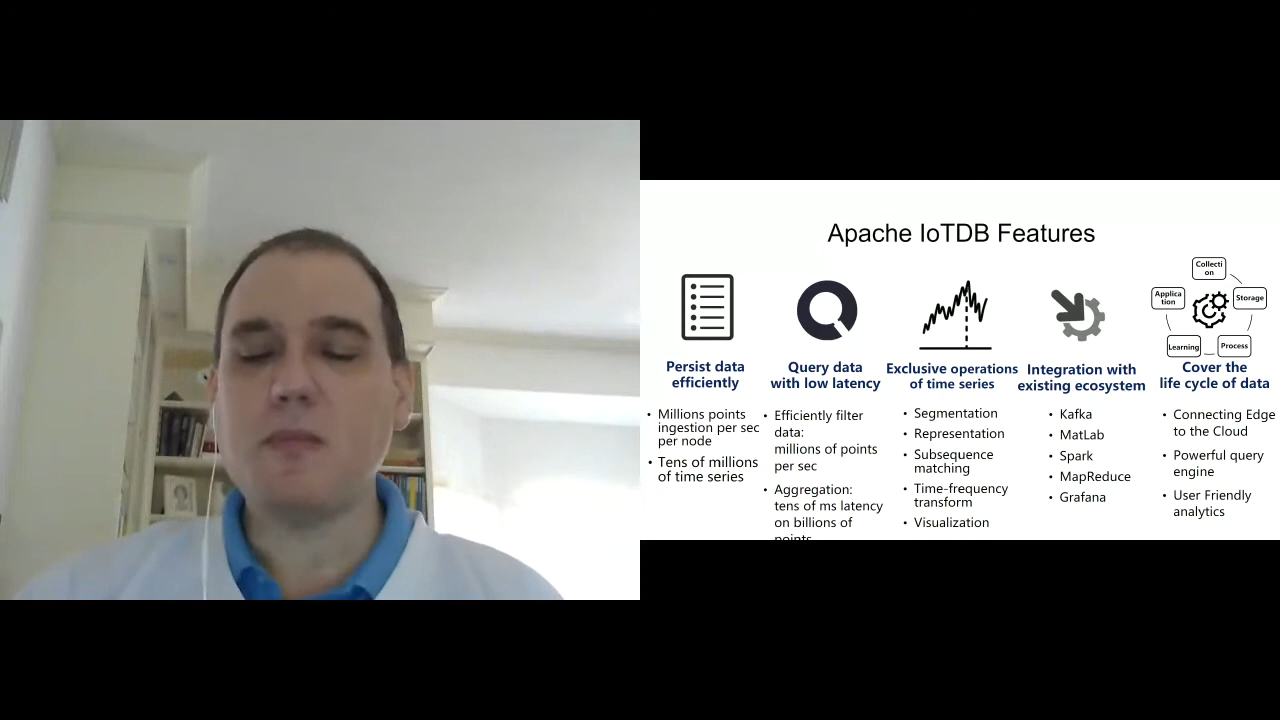 Apache IoTDB Features
Collecti
on
Applica
tion
Storage
Learning
Process
Persist data
efficiently
• Millions points
ingestion per sec
per node
• Tens of millions
of time series
Query data
with low latency
• Efficiently filter
data:
millions of points
per sec
• Aggregation:
tens of ms latency
on billions of
points
Exclusive operations
of time series
• Segmentation
• Representation
• Subsequence
matching
• Time-frequency
transform
• Visualization
Integration with
existing ecosystem
• Kafka
• MatLab
• Spark
• MapReduce
• Grafana
Cover the
life cycle of data
• Connecting Edge
to the Cloud
• Powerful query
engine
• User Friendly
analytics